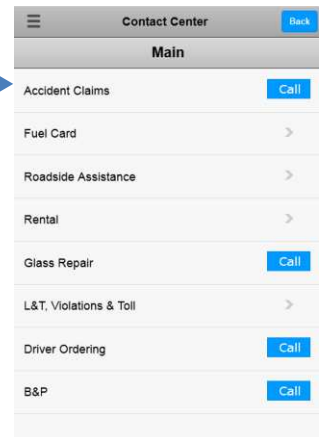 Contact Center Back
Main
Accident Claims Call
Fuel Card
Roadside Assistance
Rental
Glass Repair Call
L&T, Violations & Toll
Driver Ordering Call
B&P Call